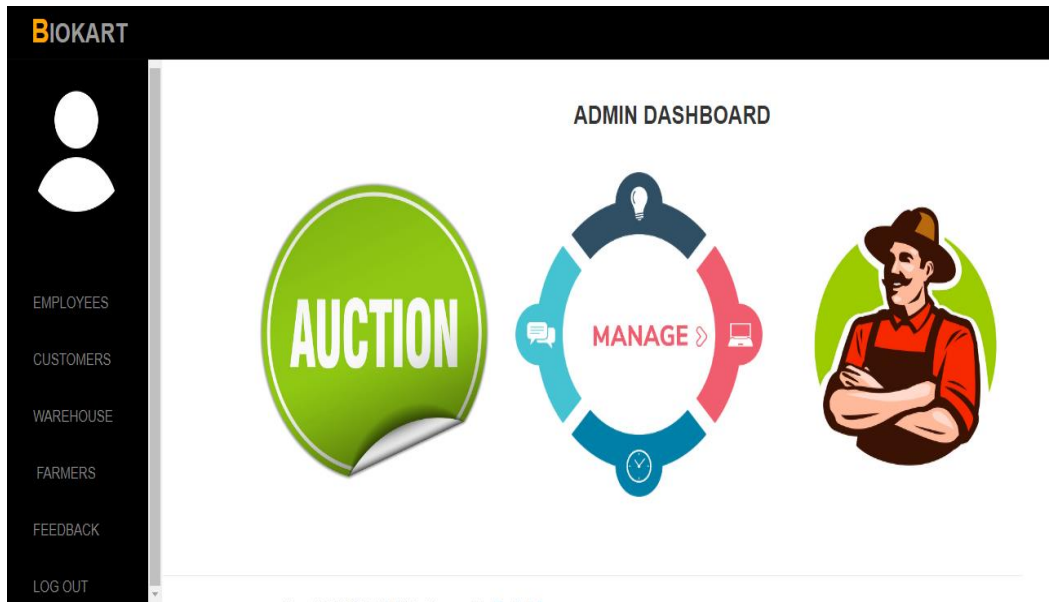 BIOKART
ADMIN DASHBOARD
AUCTION
MANAGE
EMPLOYEES
CUSTOMERS
WAREHOUSE
FARMERS
FEEDBACK
LOG OUT